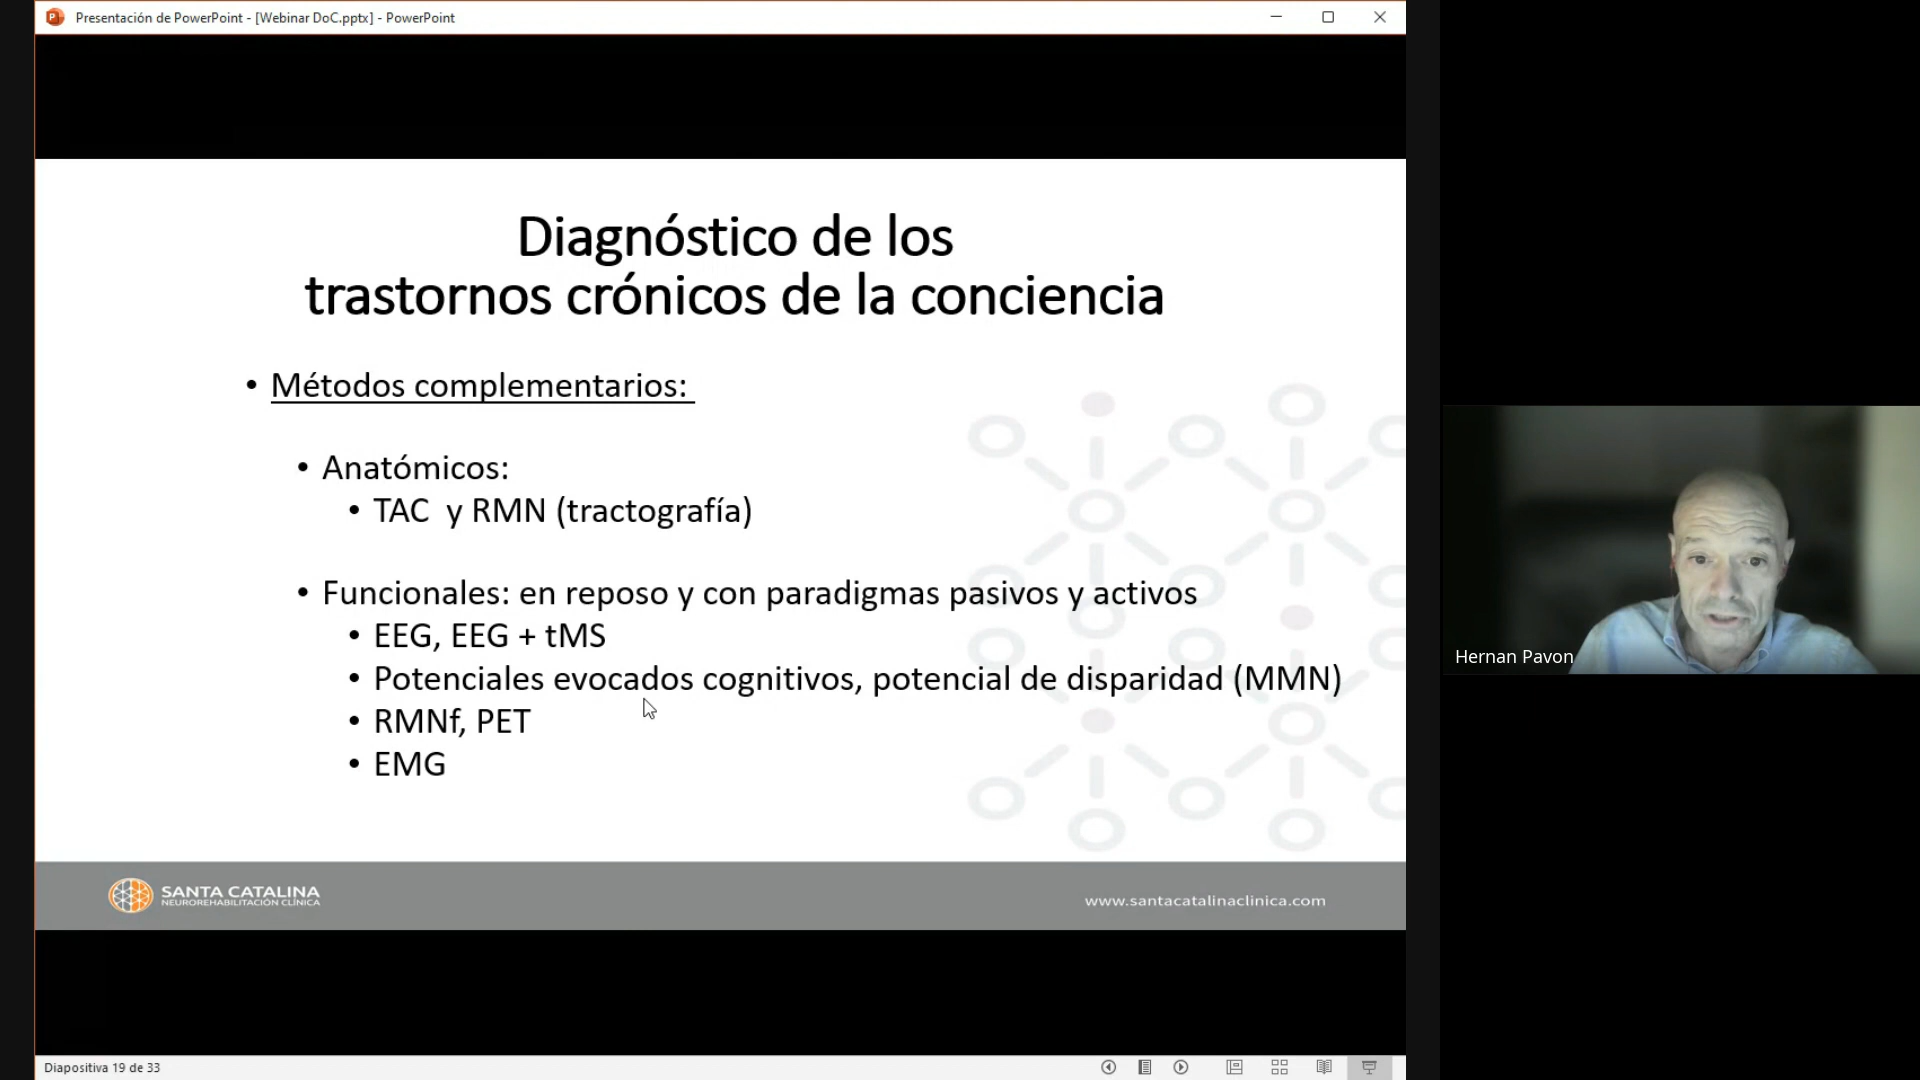 Presentación de PowerPoint - [Webinar DoC.pptx] - PowerPoint
Diagnóstico de los
trastornos crónicos de la conciencia
• Métodos complementarios:
• Anatómicos:
• TAC y RMN (tractografía)
• Funcionales: en reposo y con paradigmas pasivos y activos
• EEG, EEG + tMS
• Potenciales evocados cognitivos, potencial de disparidad (MMN)
• RMNf, PET
• EMG
SANTA CATALINA
NEUROREHABILITACIÓN CLÍNICA
www.santacatalinaclinica.com
Diapositiva 19 de 33
Hernan Pavon